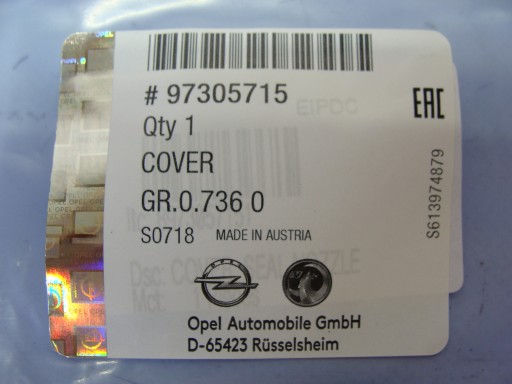 # 97305715
EAC
EIPDC
Qty 1
COVER
GR.0.736 0
S0718 MADE IN AUSTRIA
S613974879
Opel Automobile GmbH
D-65423 Rüsselsheim